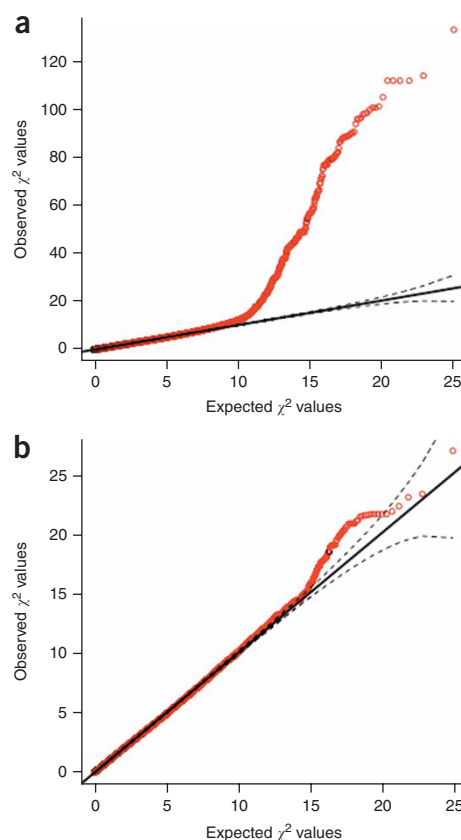 a
120
100
80
60
40
20
0
Observed χ² values
0 5 10 15 20 25
Expected χ² values
b
25
20
15
10
5
0
Observed χ² values
0 5 10 15 20 25
Expected χ² values